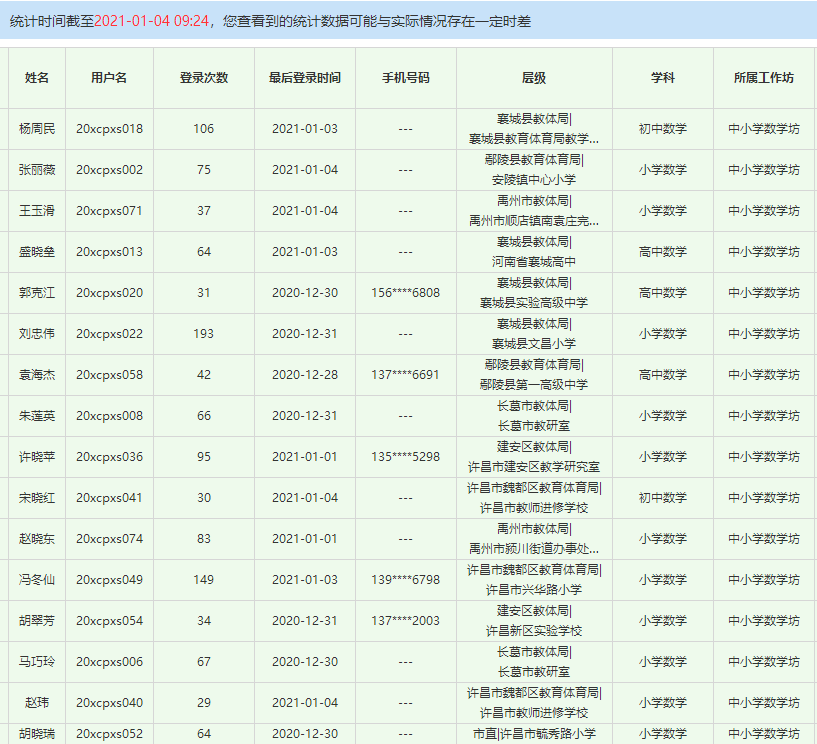 统计时间截至2021-01-04 09:24，您查看到的统计数据可能与实际情况存在一定时差
姓名 用户名 登录次数 最后登录时间 手机号码 层级 学科 所属工作坊
杨周民 20xcpxs018 106 2021-01-03 --- 襄城县教体局| 初中数学 中小学数学坊
襄城县教育体育局教学...
张丽薇 20xcpxs002 75 2021-01-04 --- 鄢陵县教育体育局| 小学数学 中小学数学坊
安陵镇中心小学
王玉滑 20xcpxs071 37 2021-01-04 --- 禹州市教体局| 小学数学 中小学数学坊
禹州市顺店镇南袁庄完...
盛晓垒 20xcpxs013 64 2021-01-03 --- 襄城县教体局| 高中数学 中小学数学坊
河南省襄城高中
郭克江 20xcpxs020 31 2020-12-30 156****6808 襄城县教体局| 高中数学 中小学数学坊
襄城县实验高级中学
刘忠伟 20xcpxs022 193 2020-12-31 --- 襄城县教体局| 小学数学 中小学数学坊
襄城县文昌小学
袁海杰 20xcpxs058 42 2020-12-28 137****6691 鄢陵县教育体育局| 高中数学 中小学数学坊
鄢陵县第一高级中学
朱莲英 20xcpxs008 66 2020-12-31 --- 长葛市教体局| 小学数学 中小学数学坊
长葛市教研室
许晓苹 20xcpxs036 95 2021-01-01 135****5298 建安区教体局| 小学数学 中小学数学坊
许昌市建安区教学研究室
宋晓红 20xcpxs041 30 2021-01-04 --- 许昌市魏都区教育体育局| 初中数学 中小学数学坊
许昌市教师进修学校
赵晓东 20xcpxs074 83 2021-01-01 --- 禹州市教体局| 小学数学 中小学数学坊
禹州市颍川街道办事处...
冯冬仙 20xcpxs049 149 2021-01-03 139****6798 许昌市魏都区教育体育局| 小学数学 中小学数学坊
许昌市兴华路小学
胡翠芳 20xcpxs054 34 2020-12-31 137****2003 建安区教体局| 小学数学 中小学数学坊
许昌新区实验学校
马巧玲 20xcpxs006 67 2020-12-30 --- 长葛市教体局| 小学数学 中小学数学坊
长葛市教研室
赵玮 20xcpxs040 29 2021-01-04 --- 许昌市魏都区教育体育局| 小学数学 中小学数学坊
许昌市教师进修学校
胡晓瑞 20xcpxs052 64 2020-12-30 --- 市直|许昌市毓秀路小学 小学数学 中小学数学坊